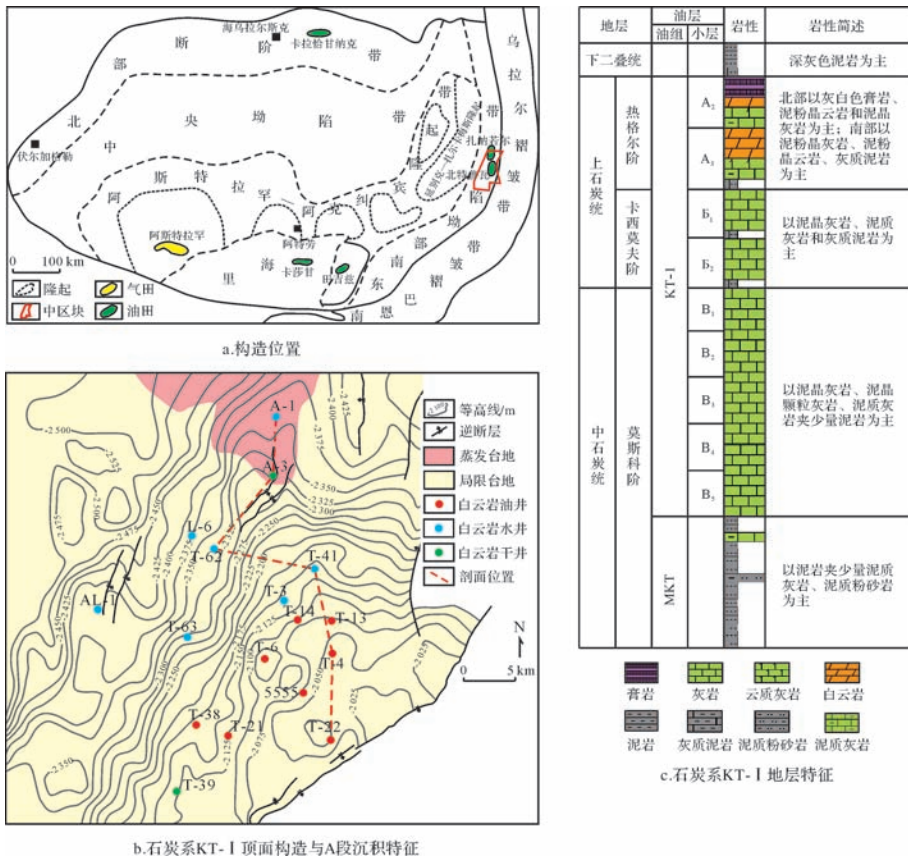 海乌拉尔斯克
卡拉恰甘纳克
北部断阶带
中央坳陷带
伏尔加格勒
阿斯特拉罕—阿克纠宾隆起带
扎纳若尔
北特鲁瓦
乌拉尔褶皱带
阿斯特拉罕
阿特劳
卡莎甘
田吉兹
里海
东南部坳陷带
南恩巴褶皱带
0 100 km
隆起
气田
中区块
油田
a.构造位置
A-1
A-3
L-6
T-62
T-41
T-3
T-14
T-13
AL-1
T-63
T-6
T-4
5555
T-38
T-21
T-22
T-39
-2 500
-2 525
-2 475
-2 450
-2 425
-2 400
-2 375
-2 350
-2 325
-2 300
-2 275
-2 250
-2 225
-2 200
-2 125
-2 100
-2 075
-2 050
-2 025
等高线/m
逆断层
蒸发台地
局限台地
白云岩油井
白云岩水井
白云岩干井
剖面位置
N
0 5 km
b.石炭系KT-Ⅰ顶面构造与A段沉积特征
地层 油层 岩性 岩性简述
油组 小层
下二叠统
深灰色泥岩为主
上石炭统
热格尔阶
A₂
A₁
北部以灰白色膏岩、
泥粉晶云岩和泥晶
灰岩为主；南部以
泥粉晶灰岩、泥粉
晶云岩、灰质泥岩
为主
卡西莫夫阶
KT-1
Б₁
Б₂
以泥晶灰岩、泥质
灰岩和灰质泥岩为
主
中石炭统
莫斯科阶
B₁
B₂
B₃
B₄
B₅
以泥晶灰岩、泥晶
颗粒灰岩、泥质灰
岩夹少量泥岩为主
MKT
以泥岩夹少量泥质
灰岩、泥质粉砂岩
为主
膏岩 灰岩 云质灰岩 白云岩
泥岩 灰质泥岩 泥质粉砂岩 泥质灰岩
c.石炭系KT-Ⅰ地层特征